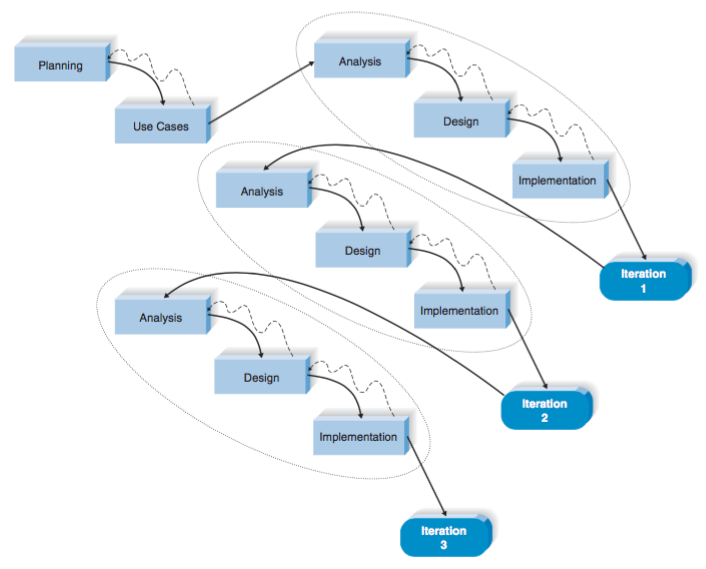 Planning
Use Cases
Analysis
Design
Implementation
Iteration
1
Analysis
Design
Implementation
Iteration
2
Analysis
Design
Implementation
Iteration
3